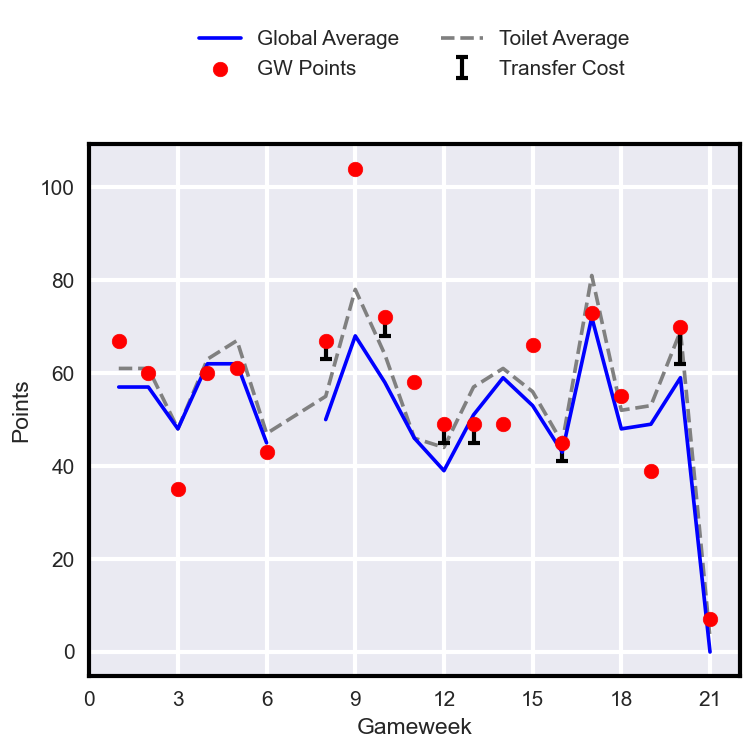 Global Average
Toilet Average
GW Points
Transfer Cost
100
80
60
40
20
0
Points
0 3 6 9 12 15 18 21
Gameweek